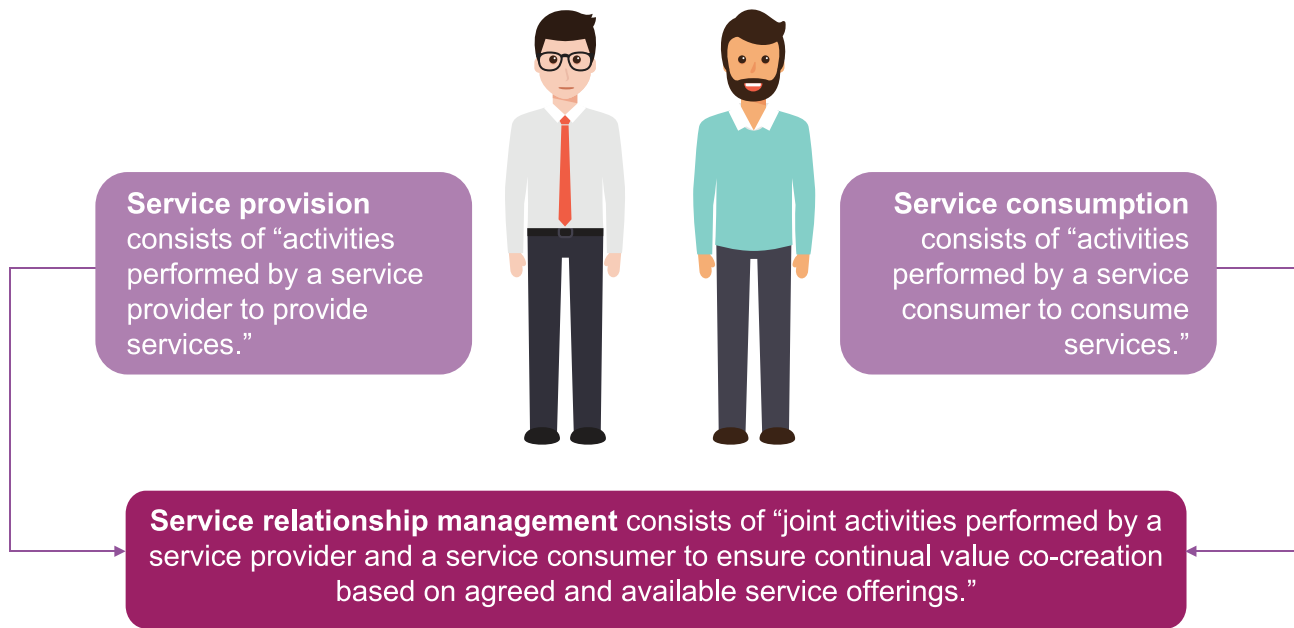 Service provision
consists of “activities
performed by a service
provider to provide
services.”
Service consumption
consists of “activities
performed by a service
consumer to consume
services.”
Service relationship management consists of “joint activities performed by a
service provider and a service consumer to ensure continual value co-creation
based on agreed and available service offerings.”